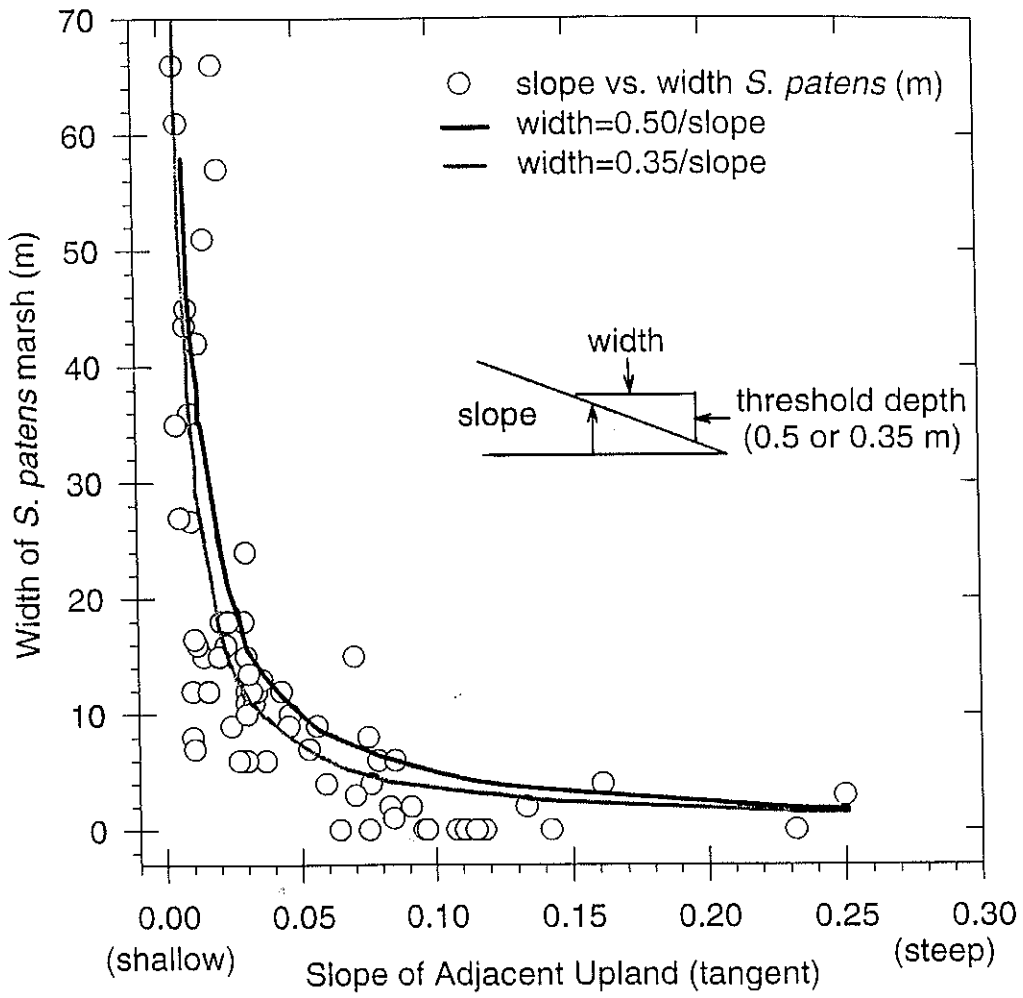 70
60
50
40
30
20
10
0
Width of S. patens marsh (m)
slope vs. width S. patens (m)
width=0.50/slope
width=0.35/slope
width
slope
threshold depth
(0.5 or 0.35 m)
0.00
0.05
0.10
0.15
0.20
0.25
0.30
(shallow)
(steep)
Slope of Adjacent Upland (tangent)